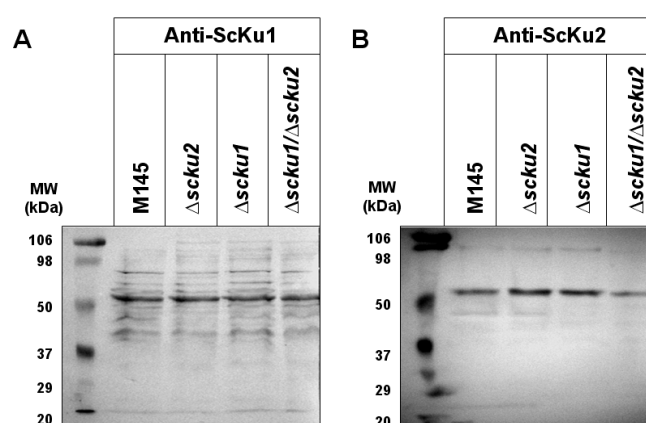 A
Anti-ScKu1
M145
Δscku2
Δscku1
Δscku1/Δscku2
MW
(kDa)
106
98
50
37
29
20
B
Anti-ScKu2
M145
Δscku2
Δscku1
Δscku1/Δscku2
MW
(kDa)
106
98
50
37
29
20